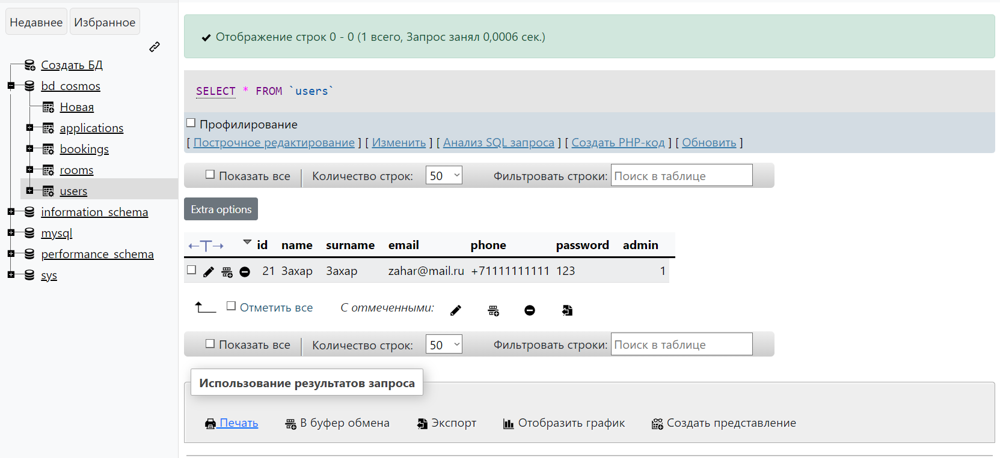 Недавнее Избранное
Создать БД
bd_cosmos
Новая
applications
bookings
rooms
users
information_schema
mysql
performance_schema
sys
Отображение строк 0 - 0 (1 всего, Запрос занял 0,0006 сек.)
SELECT * FROM `users`
Профилирование
[ Построчное редактирование ] [ Изменить ] [ Анализ SQL запроса ] [ Создать PHP-код ] [ Обновить ]
Показать все Количество строк: 50 Фильтровать строки: Поиск в таблице
Extra options
←T→ id name surname email phone password admin
21 Захар Захар zahar@mail.ru +71111111111 123 1
Отметить все С отмеченными:
Показать все Количество строк: 50 Фильтровать строки: Поиск в таблице
Использование результатов запроса
Печать В буфер обмена Экспорт Отобразить график Создать представление